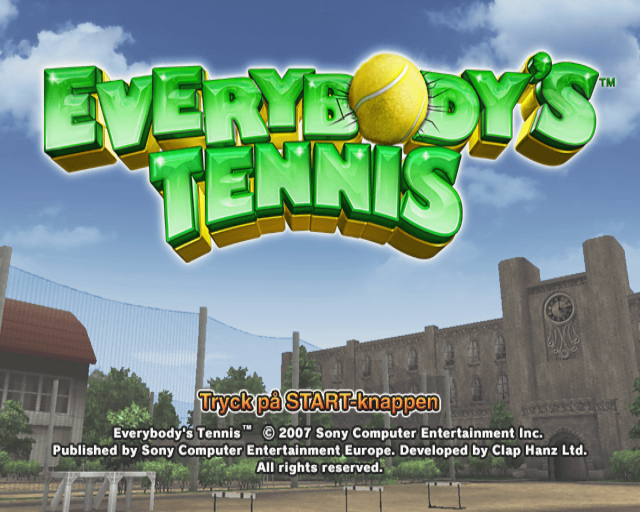 EVERYBODY'S™
TENNIS
Tryck på START-knappen
Everybody's Tennis™ © 2007 Sony Computer Entertainment Inc.
Published by Sony Computer Entertainment Europe. Developed by Clap Hanz Ltd.
All rights reserved.